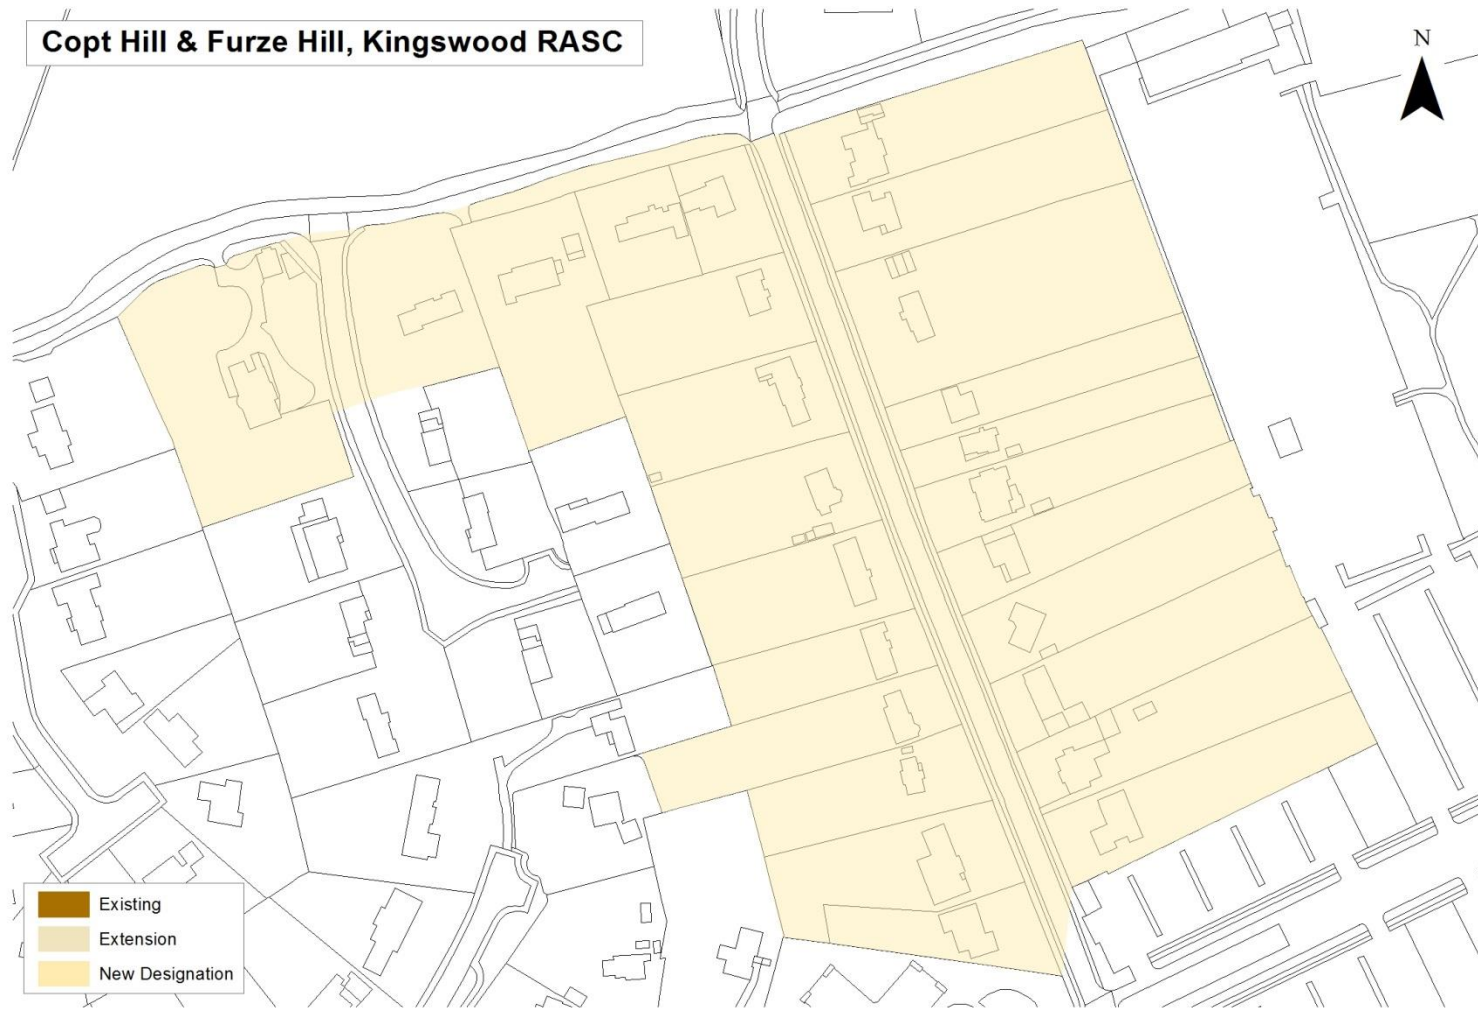 Copt Hill & Furze Hill, Kingswood RASC
N
Existing
Extension
New Designation